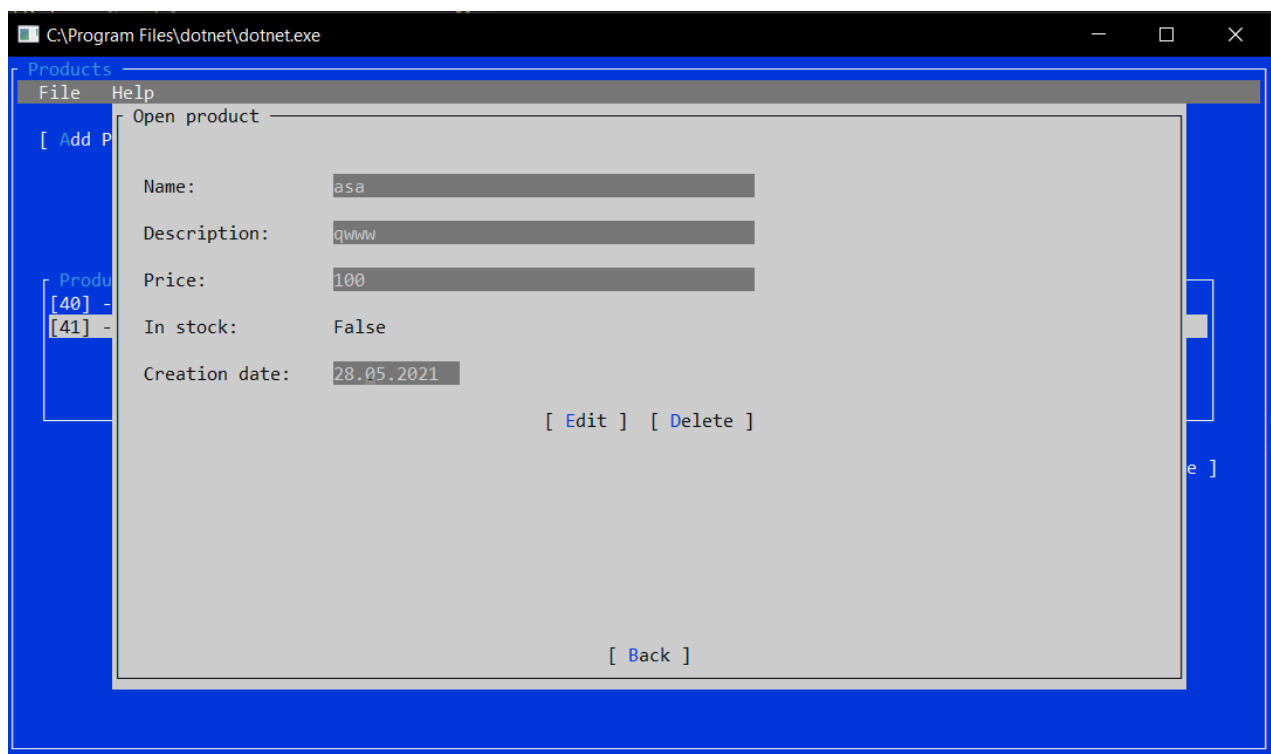 C:\Program Files\dotnet\dotnet.exe
Products
File Help
Open product
[ Add P
Name: asa
Description: qwww
Price: 100
Produ
[40] -
In stock: False
[41] -
Creation date: 28.05.2021
[ Edit ] [ Delete ]
e ]
[ Back ]